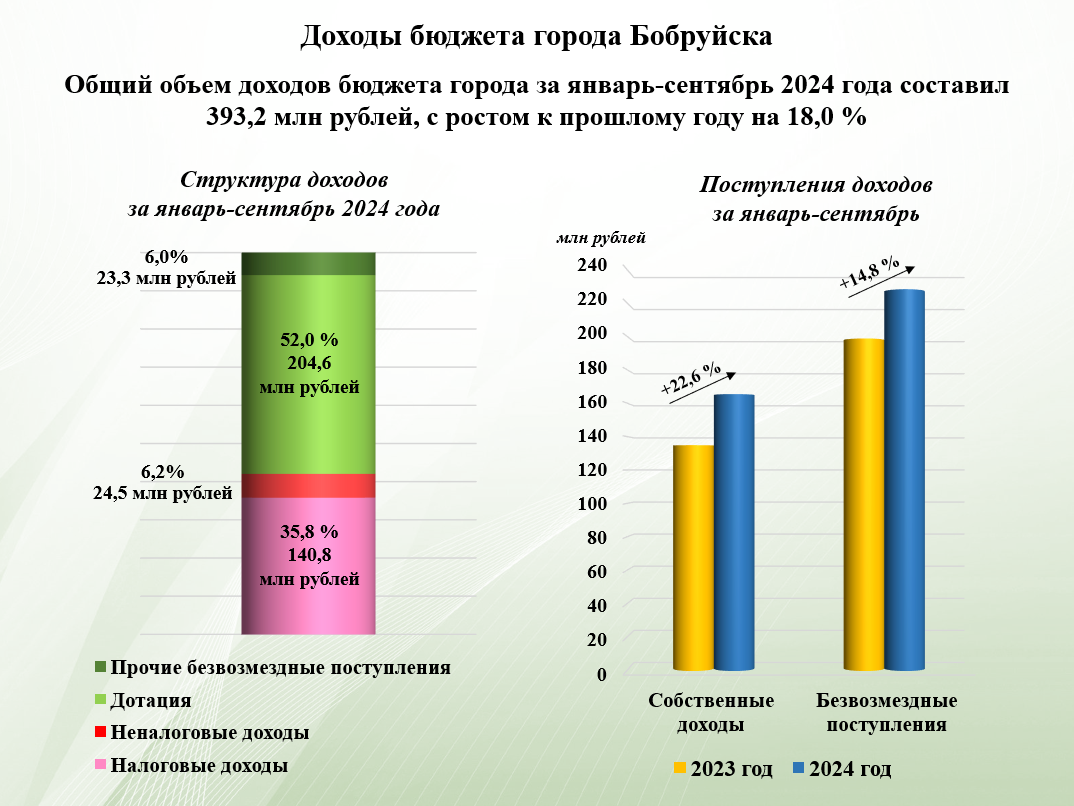 Доходы бюджета города Бобруйска
Общий объем доходов бюджета города за январь-сентябрь 2024 года составил
393,2 млн рублей, с ростом к прошлому году на 18,0 %
Структура доходов
за январь-сентябрь 2024 года
6,0%
23,3 млн рублей
52,0 %
204,6
млн рублей
6,2%
24,5 млн рублей
35,8 %
140,8
млн рублей
Прочие безвозмездные поступления
Дотация
Неналоговые доходы
Налоговые доходы
Поступления доходов
за январь-сентябрь
млн рублей
240
220
200
180
160
140
120
100
80
60
40
20
0
+22,6 %
+14,8 %
Собственные
доходы
Безвозмездные
поступления
2023 год
2024 год